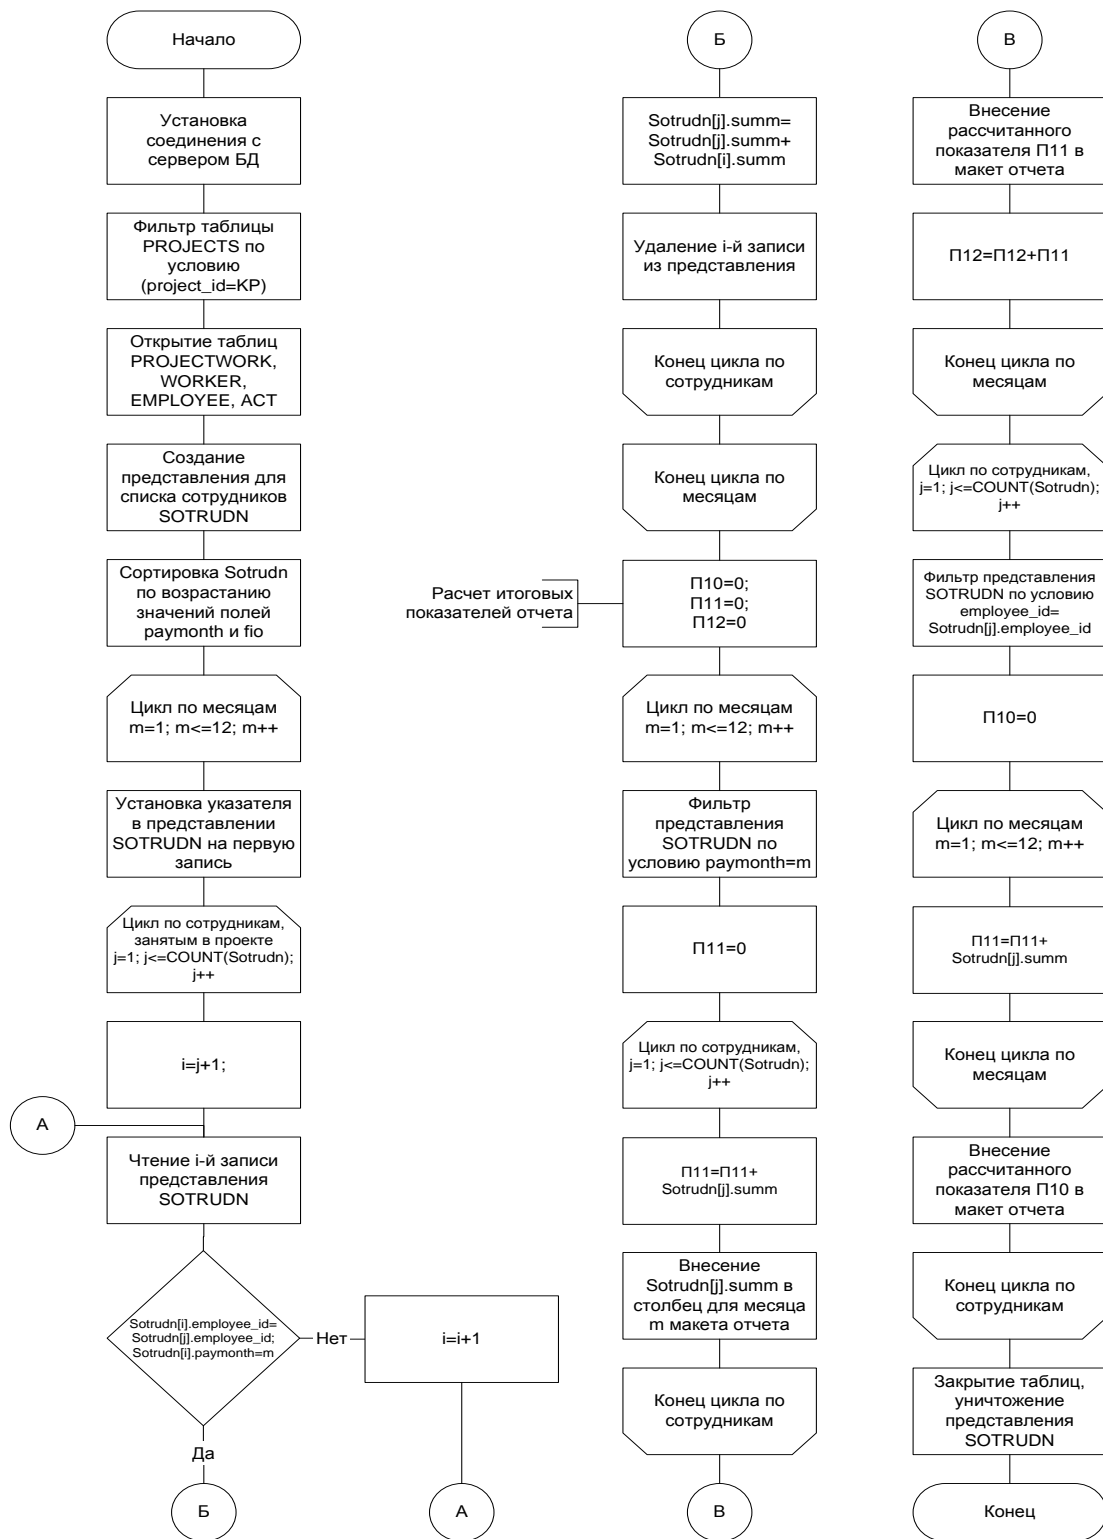 Начало
Установка
соединения с
сервером БД
Фильтр таблицы
PROJECTS по
условию
(project_id=KP)
Открытие таблиц
PROJECTWORK,
WORKER,
EMPLOYEE, ACT
Создание
представления для
списка сотрудников
SOTRUDN
Сортировка Sotrudn
по возрастанию
значений полей
paymonth и fio
Цикл по месяцам
m=1; m<=12; m++
Установка указателя
в представлении
SOTRUDN на первую
запись
Цикл по сотрудникам,
занятым в проекте
j=1; j<=COUNT(Sotrudn);
j++
i=j+1;
А
Чтение i-й записи
представления
SOTRUDN
Sotrudn[i].employee_id=
Sotrudn[j].employee_id;
Sotrudn[i].paymonth=m
Нет
i=i+1
Да
Б
А
Б
Sotrudn[j].summ=
Sotrudn[j].summ+
Sotrudn[i].summ
Удаление i-й записи
из представления
Конец цикла по
сотрудникам
Конец цикла по
месяцам
Расчет итоговых
показателей отчета
П10=0;
П11=0;
П12=0
Цикл по месяцам
m=1; m<=12; m++
Фильтр
представления
SOTRUDN по
условию paymonth=m
П11=0
Цикл по сотрудникам,
j=1; j<=COUNT(Sotrudn);
j++
П11=П11+
Sotrudn[j].summ
Внесение
Sotrudn[j].summ в
столбец для месяца
m макета отчета
Конец цикла по
сотрудникам
В
В
Внесение
рассчитанного
показателя П11 в
макет отчета
П12=П12+П11
Конец цикла по
месяцам
Цикл по сотрудникам,
j=1; j<=COUNT(Sotrudn);
j++
Фильтр представления
SOTRUDN по условию
employee_id=
Sotrudn[j].employee_id
П10=0
Цикл по месяцам
m=1; m<=12; m++
П11=П11+
Sotrudn[j].summ
Конец цикла по
месяцам
Внесение
рассчитанного
показателя П10 в
макет отчета
Конец цикла по
сотрудникам
Закрытие таблиц,
уничтожение
представления
SOTRUDN
Конец